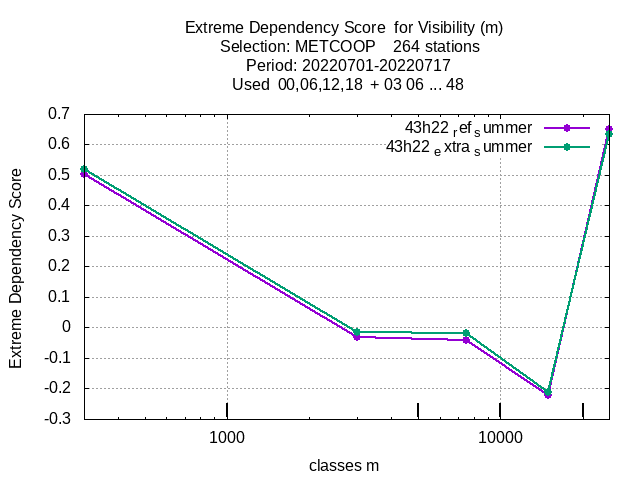 Extreme Dependency Score for Visibility (m)
Selection: METCOOP 264 stations
Period: 20220701-20220717
Used 00,06,12,18 + 03 06 ... 48
0.7
0.6
0.5
0.4
0.3
0.2
0.1
0
-0.1
-0.2
-0.3
Extreme Dependency Score
43h22 ref summer
43h22 extra summer
1000 10000
classes m